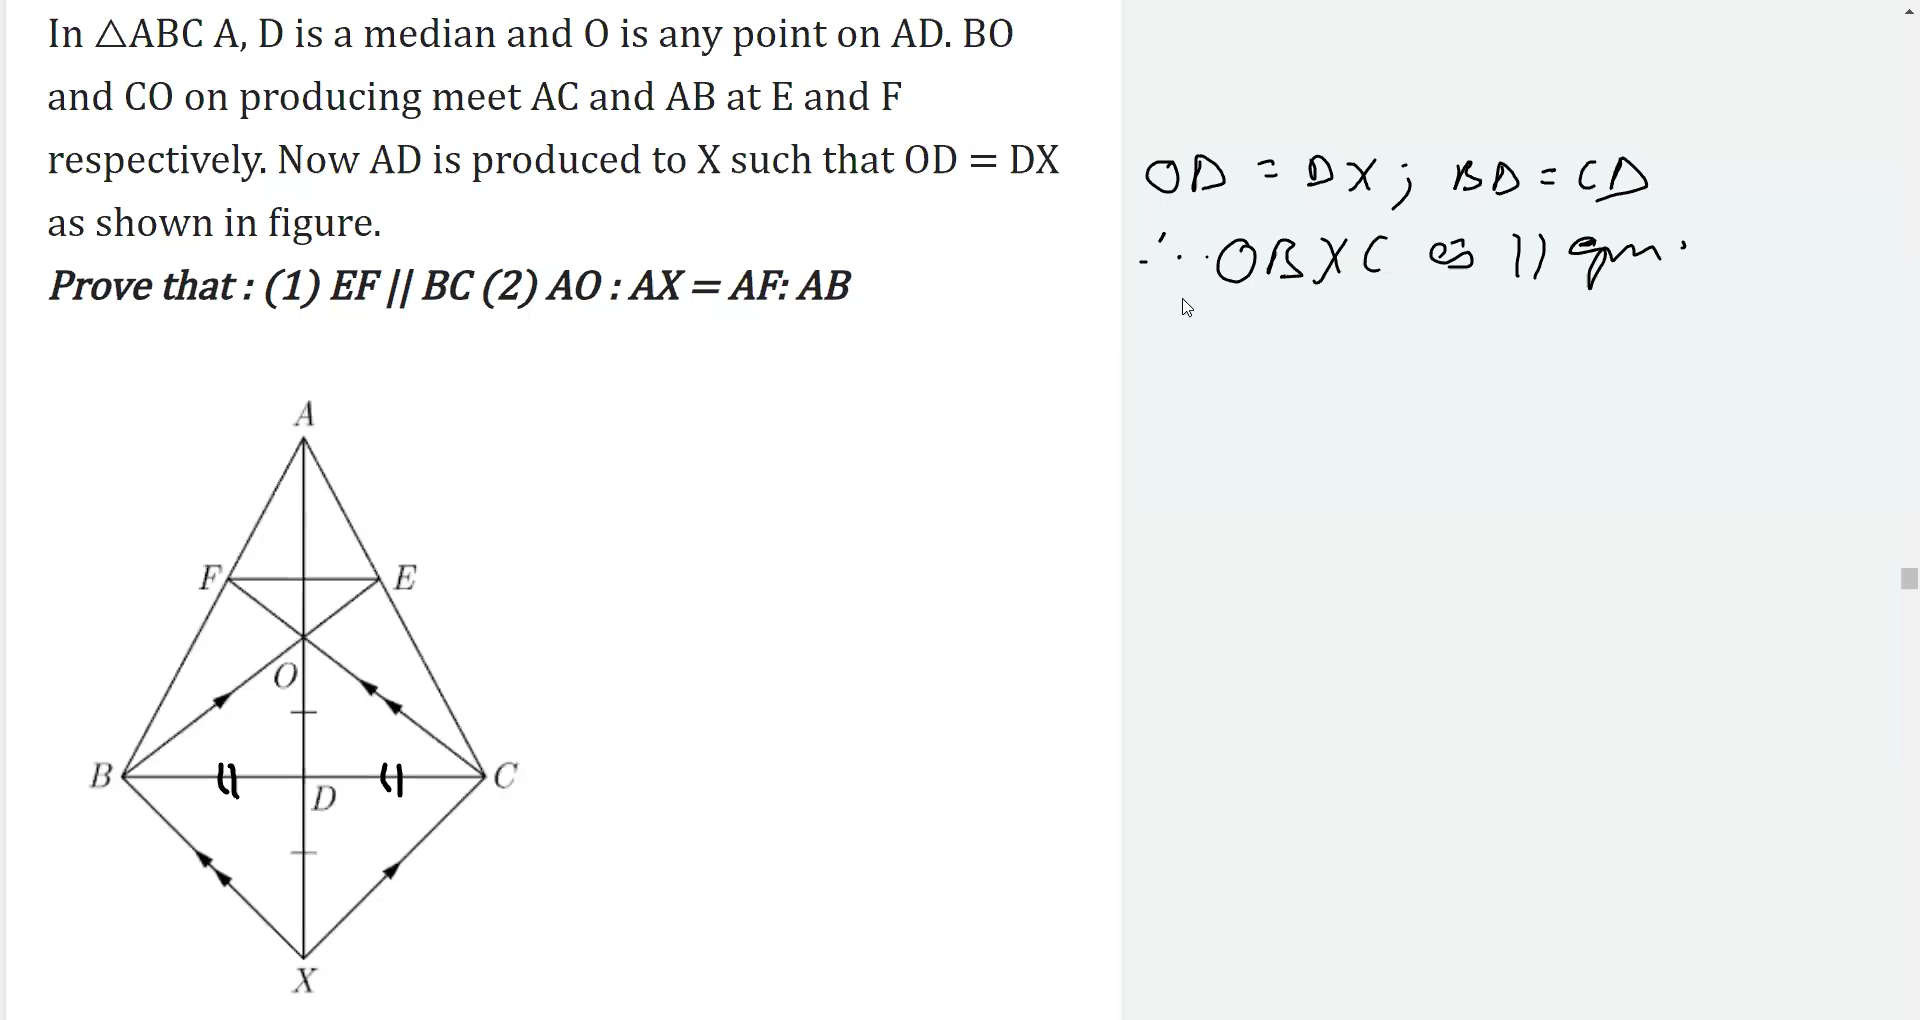 In △ABC A, D is a median and O is any point on AD. BO
and CO on producing meet AC and AB at E and F
respectively. Now AD is produced to X such that OD = DX
as shown in figure.
Prove that : (1) EF || BC (2) AO : AX = AF: AB
OD = DX ; BD = CD
∴ OBXC is ||gm.
A
F
E
O
B
C
D
X